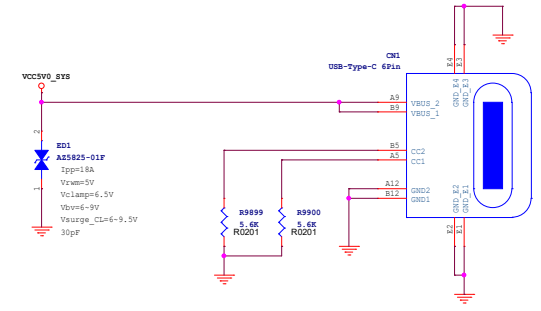 CN1
USB-Type-C 6Pin
E4
E3
GND_E4
GND_E3
VCC5V0_SYS
A9
B9
VBUS_2
VBUS_1
2
ED1
AZ5825-01F
Ipp=18A
Vrwm=5V
Vclamp=6.5V
Vbv=6~9V
Vsurge_CL=6~9.5V
30pF
1
B5
A5
CC2
CC1
A12
B12
GND2
GND1
GND_E2
GND_E1
E2
E1
R9899
5.6K
R0201
R9900
5.6K
R0201